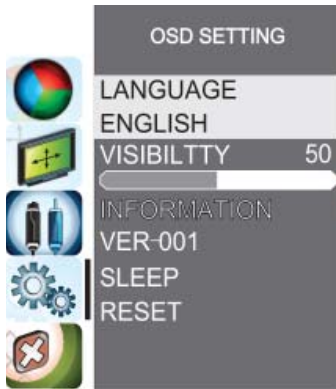 OSD SETTING
LANGUAGE
ENGLISH
VISIBILTTY 50
INFORMATION
VER-001
SLEEP
RESET